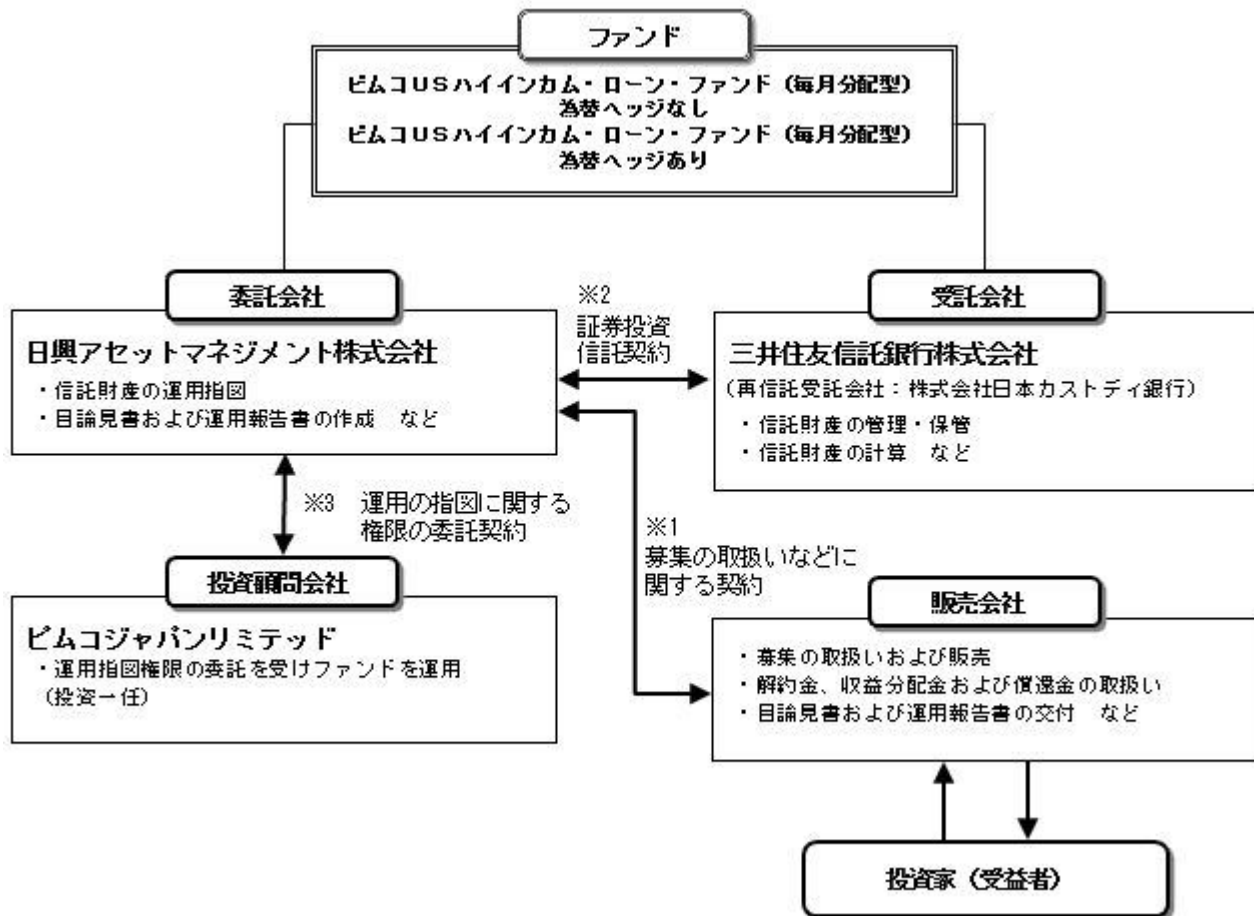 ファンド
ピムコUSハイインカム・ローン・ファンド(毎月分配型)
為替ヘッジなし
ピムコUSハイインカム・ローン・ファンド(毎月分配型)
為替ヘッジあり
委託会社
日興アセットマネジメント株式会社
・信託財産の運用指図
・目論見書および運用報告書の作成 など
※2
証券投資
信託契約
受託会社
三井住友信託銀行株式会社
(再信託受託会社:株式会社日本カストディ銀行)
・信託財産の管理・保管
・信託財産の計算 など
※3 運用の指図に関する
権限の委託契約
※1
募集の取扱いなどに
関する契約
投資顧問会社
ピムコジャパンリミテッド
・運用指図権限の委託を受けファンドを運用
(投資一任)
販売会社
・募集の取扱いおよび販売
・解約金、収益分配金および償還金の取扱い
・目論見書および運用報告書の交付 など
投資家(受益者)